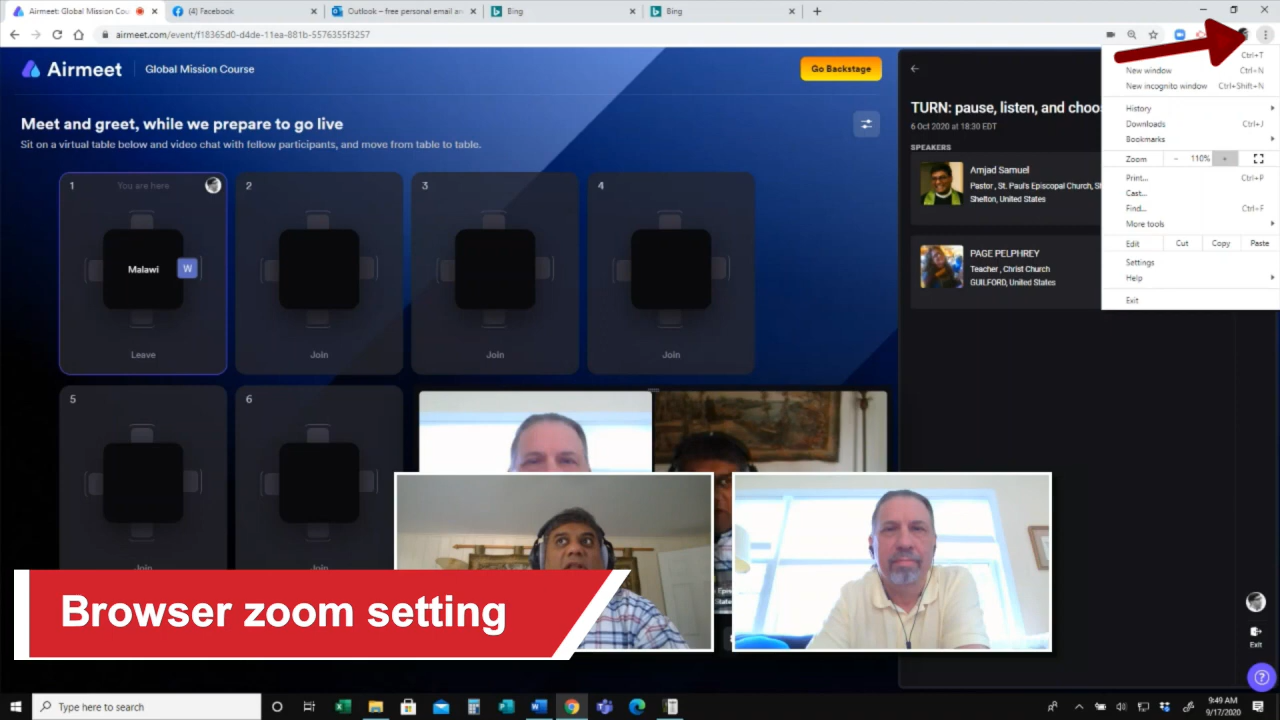 Airmeet: Global Mission Cou
(4) Facebook
Outlook – free personal email an
Bing
Bing
airmeet.com/event/f18365d0-d4de-11ea-881b-5576355f3257
Airmeet
Global Mission Course
Go Backstage
Meet and greet, while we prepare to go live
Sit on a virtual table below and video chat with fellow participants, and move from table to table.
1 You are here
Malawi
W
Leave
2
Join
3
Join
4
Join
5
Join
6
Join
TURN: pause, listen, and choo
6 Oct 2020 at 18:30 EDT
SPEAKERS
Amjad Samuel
Pastor , St. Paul's Episcopal Church, Sh
Shelton, United States
PAGE PELPHREY
Teacher , Christ Church
GUILFORD, United States
Ctrl+T
New window Ctrl+N
New incognito window Ctrl+Shift+N
History
Downloads Ctrl+J
Bookmarks
Zoom - 110% +
Print... Ctrl+P
Cast...
Find... Ctrl+F
More tools
Edit Cut Copy Paste
Settings
Help
Exit
Browser zoom setting
Exit
?
Type here to search
9:49 AM
9/17/2020